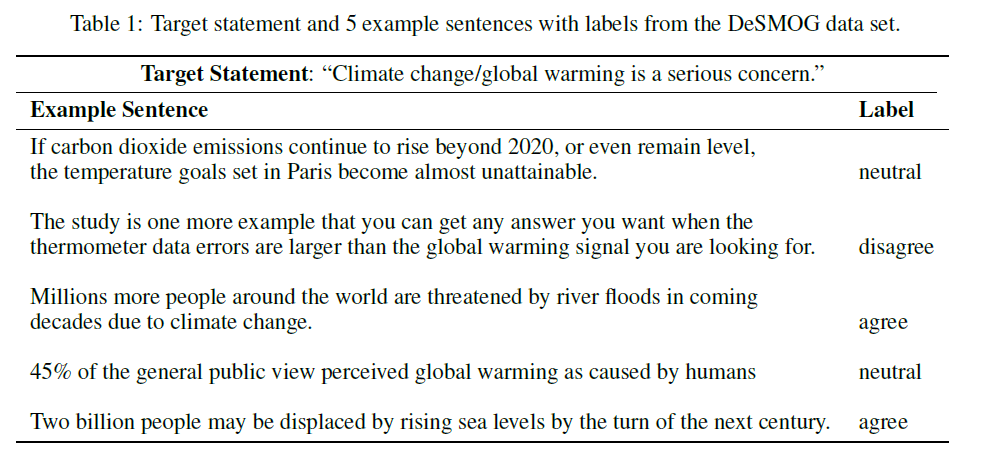 Table 1: Target statement and 5 example sentences with labels from the DeSMOG data set.
Target Statement: “Climate change/global warming is a serious concern.”
Example Sentence Label
If carbon dioxide emissions continue to rise beyond 2020, or even remain level,
the temperature goals set in Paris become almost unattainable. neutral
The study is one more example that you can get any answer you want when the
thermometer data errors are larger than the global warming signal you are looking for. disagree
Millions more people around the world are threatened by river floods in coming
decades due to climate change. agree
45% of the general public view perceived global warming as caused by humans neutral
Two billion people may be displaced by rising sea levels by the turn of the next century. agree